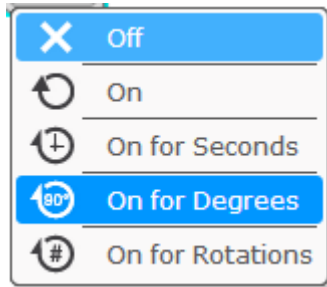 Off
On
On for Seconds
90° On for Degrees
# On for Rotations